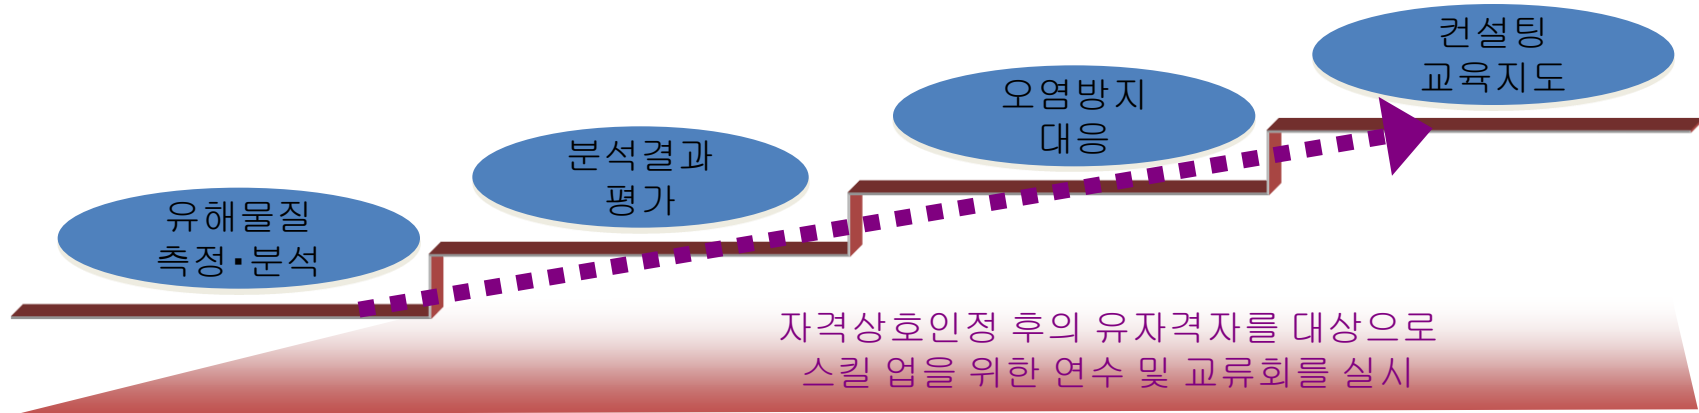 유해물질
측정▪분석
분석결과
평가
오염방지
대응
컨설팅
교육지도
자격상호인정 후의 유자격자를 대상으로
스킬 업을 위한 연수 및 교류회를 실시